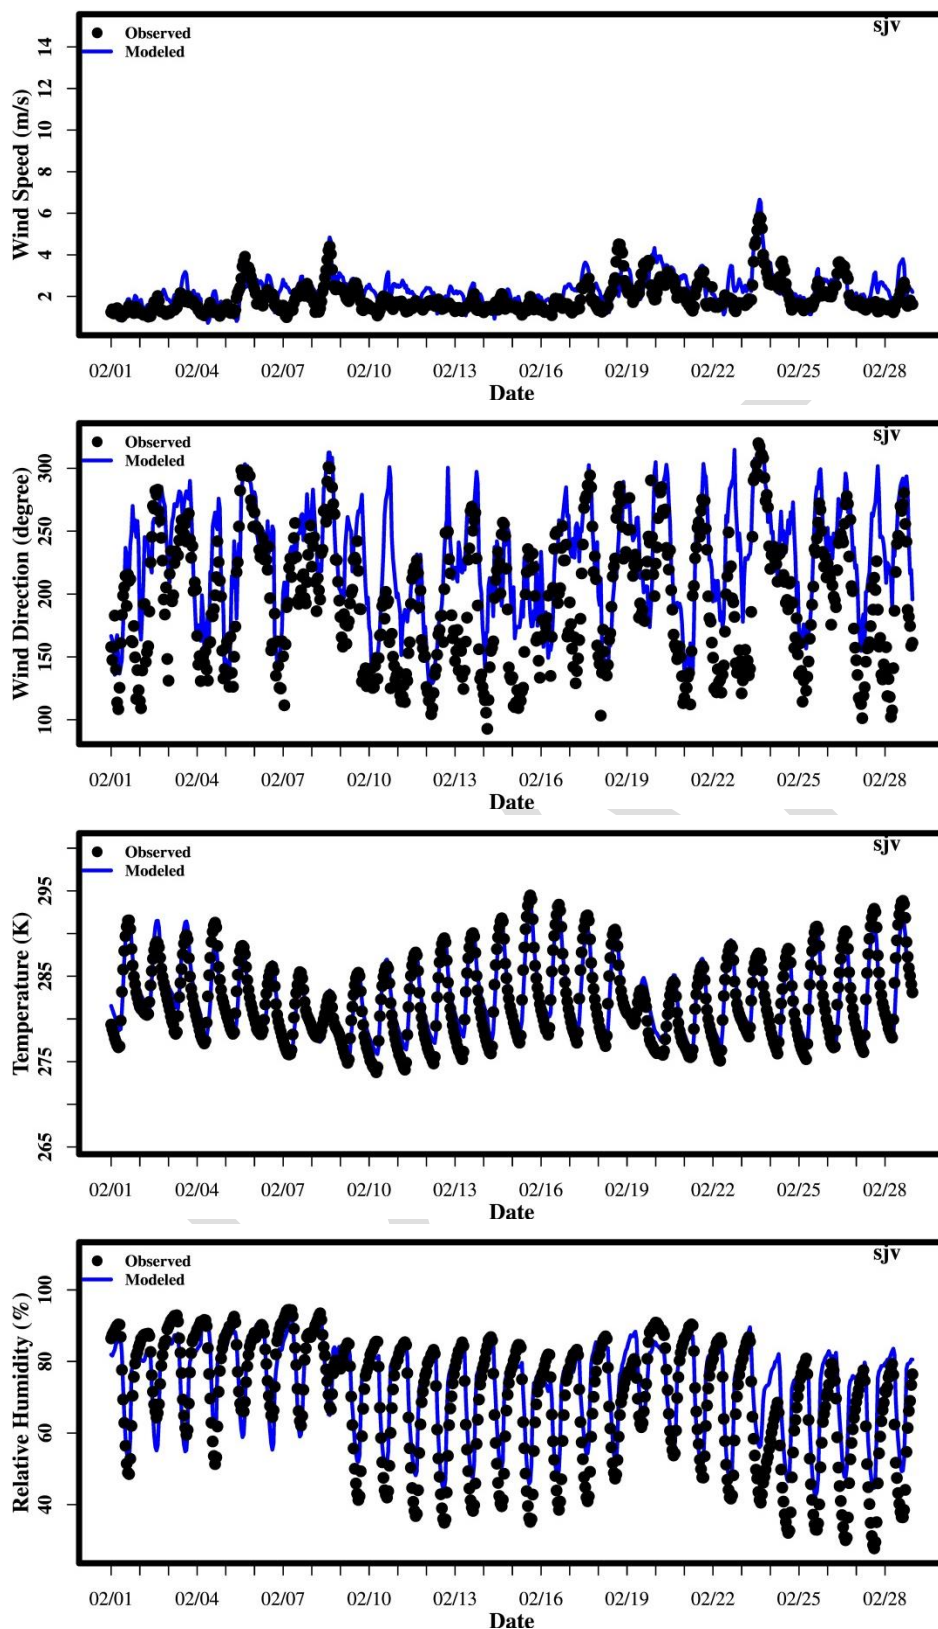 sjv
Observed
Modeled
Wind Speed (m/s)
14
12
10
8
6
4
2
02/01 02/04 02/07 02/10 02/13 02/16 02/19 02/22 02/25 02/28
Date
sjv
Observed
Modeled
Wind Direction (degree)
300
250
200
150
100
02/01 02/04 02/07 02/10 02/13 02/16 02/19 02/22 02/25 02/28
Date
sjv
Observed
Modeled
Temperature (K)
295
285
275
265
02/01 02/04 02/07 02/10 02/13 02/16 02/19 02/22 02/25 02/28
Date
sjv
Observed
Modeled
Relative Humidity (%)
100
80
60
40
02/01 02/04 02/07 02/10 02/13 02/16 02/19 02/22 02/25 02/28
Date